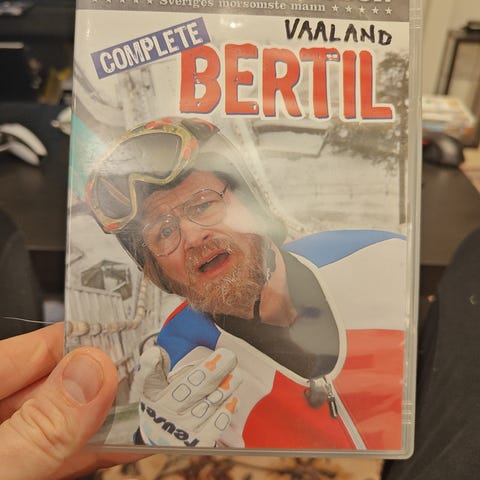 ★★★★★ Sveriges morsomste mann ★★★★★
COMPLETE
VAALAND
BERTIL
reusch